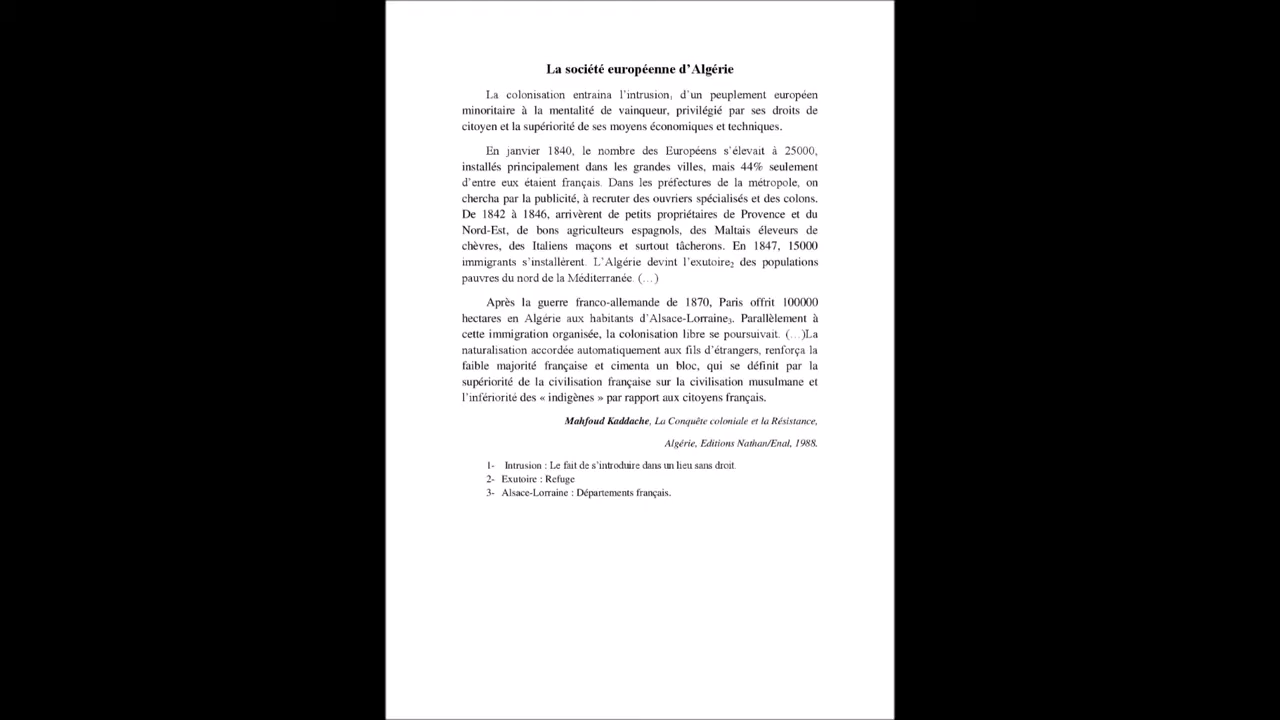 La société européenne d'Algérie
La colonisation entraina l'intrusion1 d'un peuplement européen
minoritaire à la mentalité de vainqueur, privilégié par ses droits de
citoyen et la supériorité de ses moyens économiques et techniques.
En janvier 1840, le nombre des Européens s'élevait à 25000,
installés principalement dans les grandes villes, mais 44% seulement
d'entre eux étaient français. Dans les préfectures de la métropole, on
chercha par la publicité, à recruter des ouvriers spécialisés et des colons.
De 1842 à 1846, arrivèrent de petits propriétaires de Provence et du
Nord-Est, de bons agriculteurs espagnols, des Maltais éleveurs de
chèvres, des Italiens maçons et surtout tâcherons. En 1847, 15000
immigrants s'installèrent. L'Algérie devint l'exutoire2 des populations
pauvres du nord de la Méditerranée. (…)
Après la guerre franco-allemande de 1870, Paris offrit 100000
hectares en Algérie aux habitants d'Alsace-Lorraine3. Parallèlement à
cette immigration organisée, la colonisation libre se poursuivait. (…)La
naturalisation accordée automatiquement aux fils d'étrangers, renforça la
faible majorité française et cimenta un bloc, qui se définit par la
supériorité de la civilisation française sur la civilisation musulmane et
l'infériorité des « indigènes » par rapport aux citoyens français.
Mahfoud Kaddache, La Conquête coloniale et la Résistance,
Algérie, Editions Nathan/Enal, 1988.
1- Intrusion : Le fait de s'introduire dans un lieu sans droit.
2- Exutoire : Refuge
3- Alsace-Lorraine : Départements français.